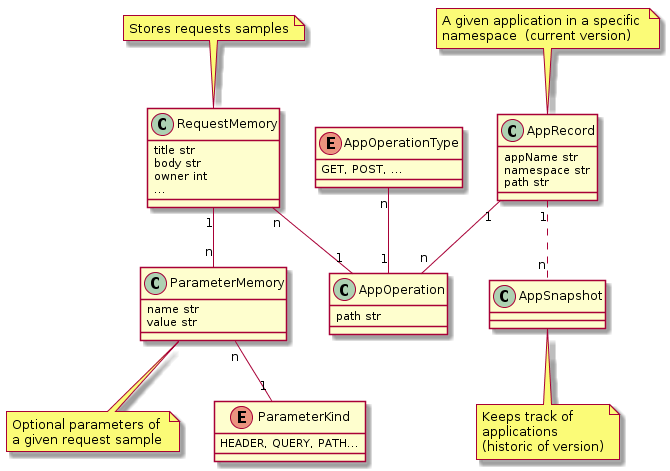 Stores requests samples
A given application in a specific
namespace  (current version)
C RequestMemory
title str
body str
owner int
...
E AppOperationType
GET, POST, ...
C AppRecord
appName str
namespace str
path str
1
n
n
1
n
1
1
n
1
n
C ParameterMemory
name str
value str
C AppOperation
path str
C AppSnapshot
n
1
Optional parameters of
a given request sample
E ParameterKind
HEADER, QUERY, PATH...
Keeps track of
applications
(historic of version)